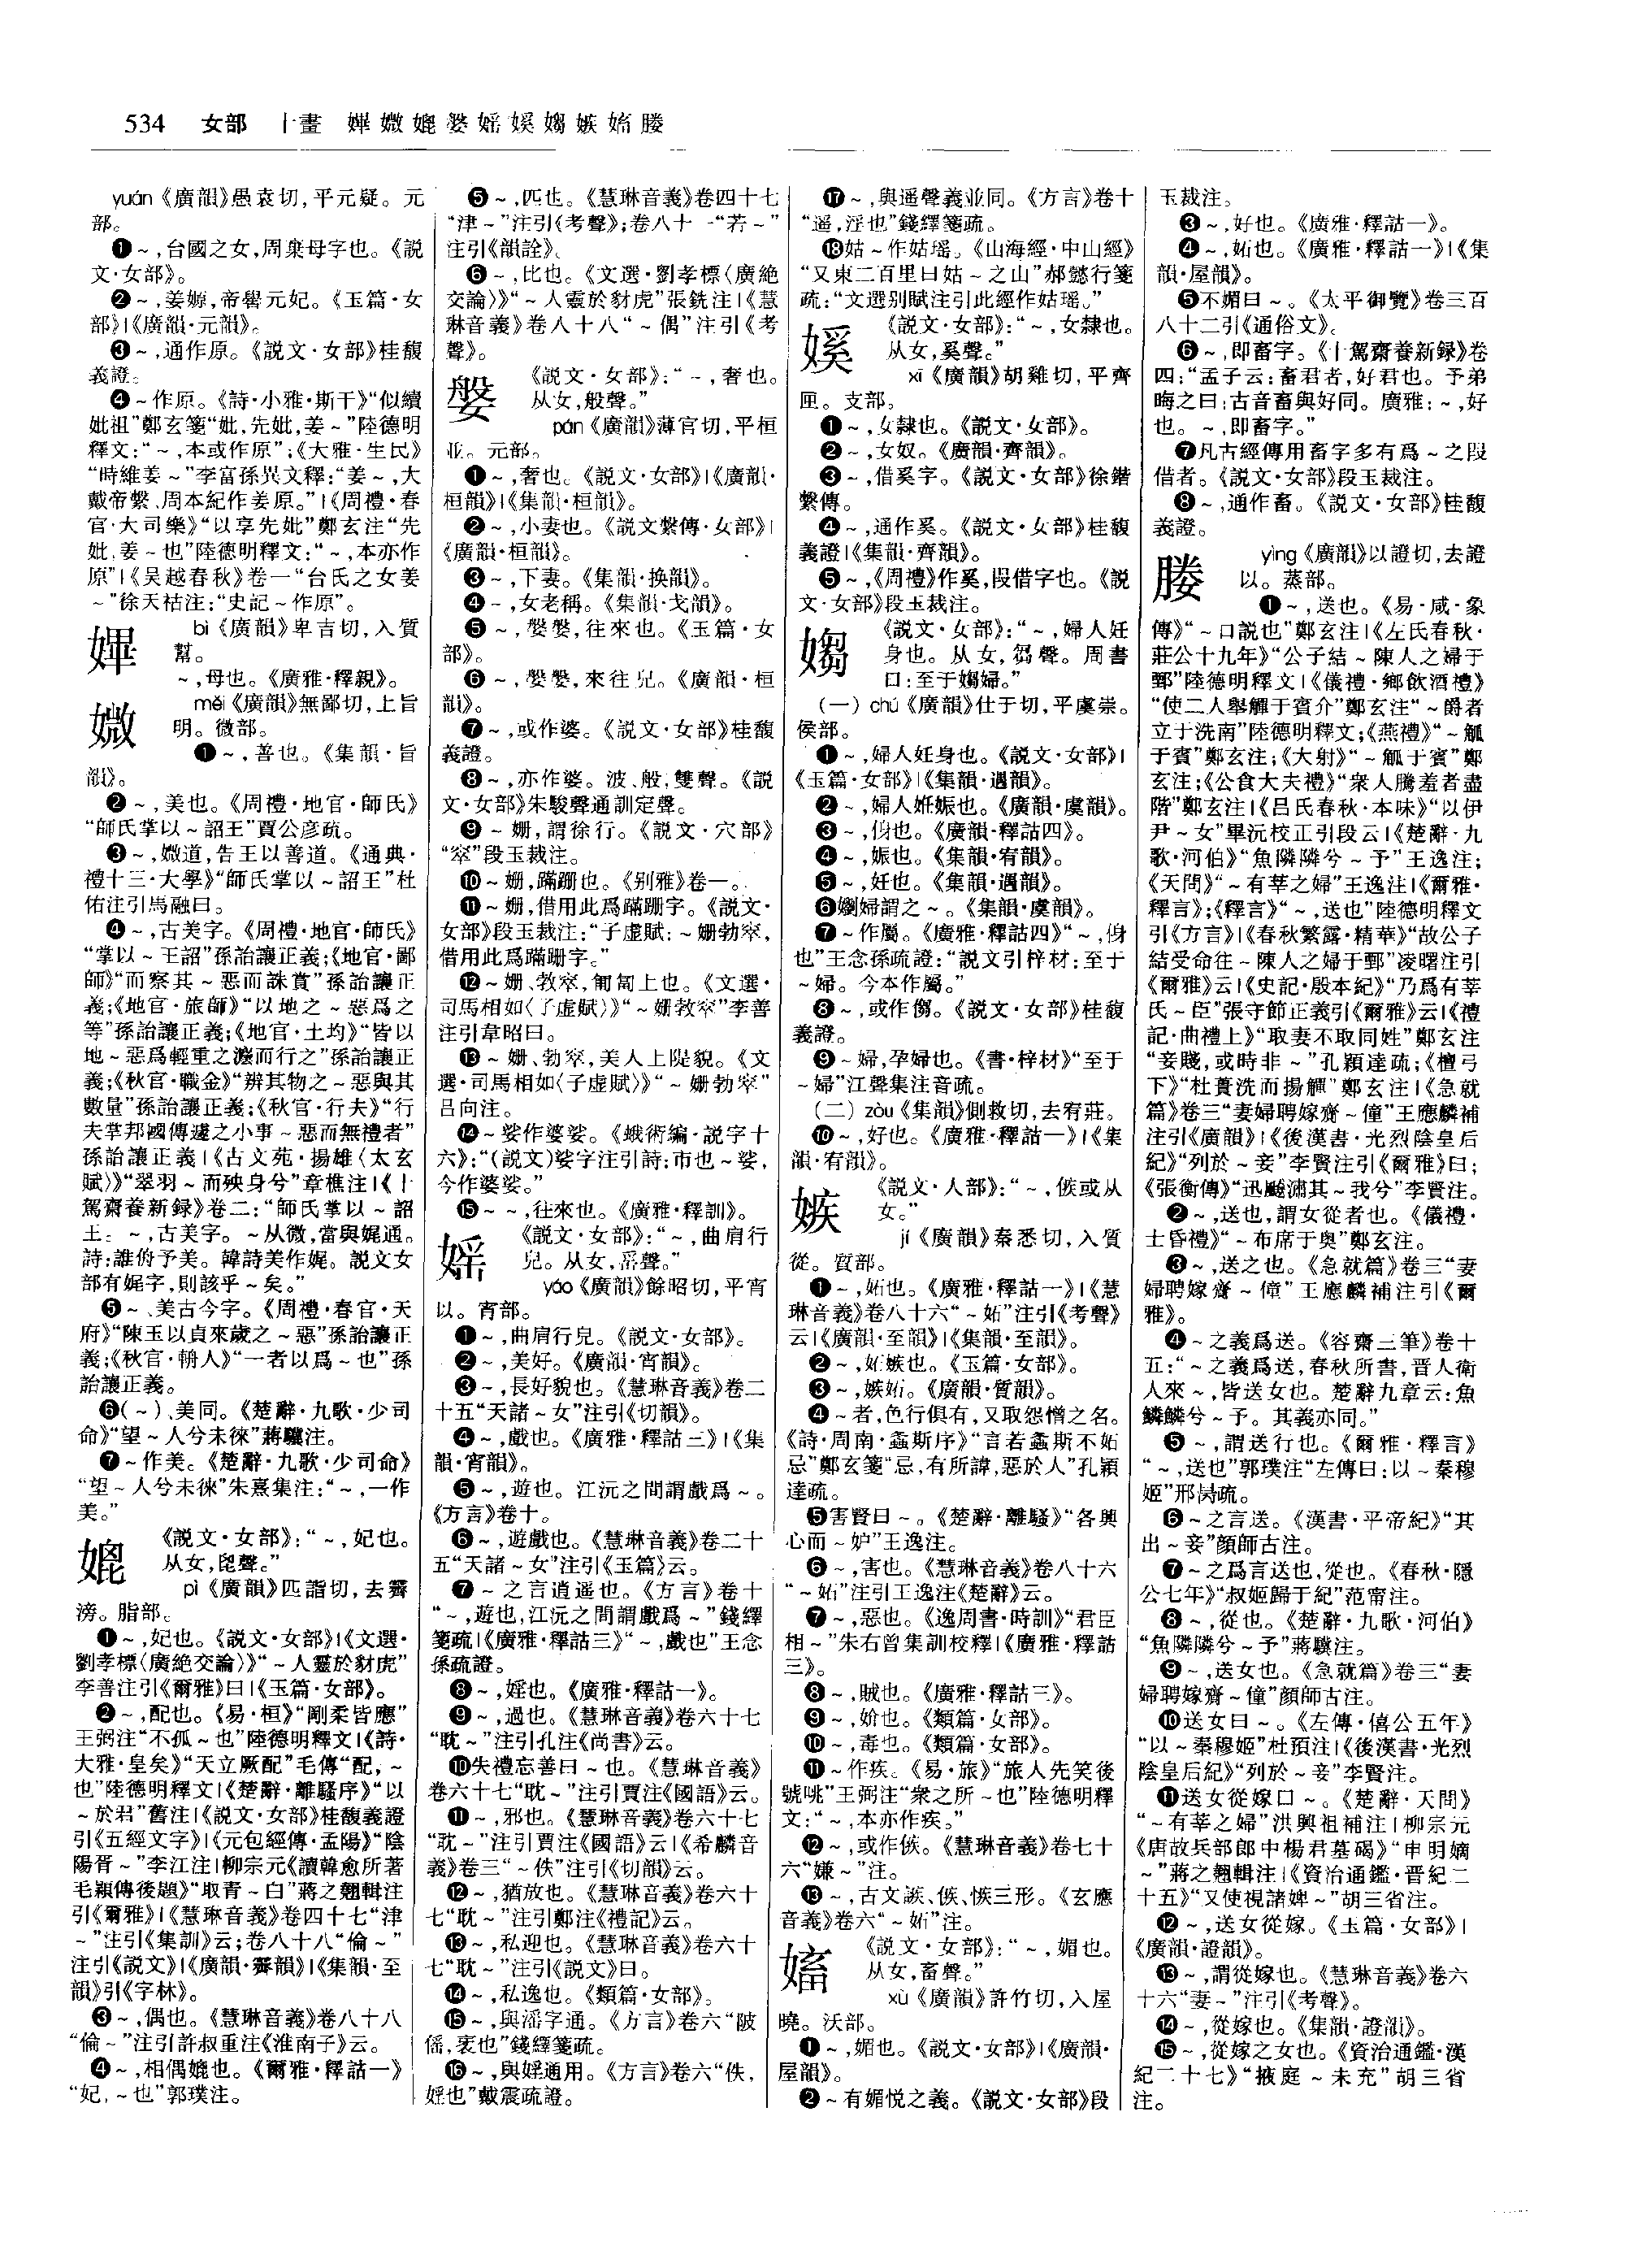 534 女部 十畫 嬅媺媲媻媱媐媰嫉婸媵
yuán《廣韻》愚袁切,平元疑。元
部。
❶~,台國之女,周棄母字也。《説
文·女部》。
❷~,姜嫄,帝嚳元妃。《玉篇·女
部》|《廣韻·元韻》。
❸~,通作原。《説文·女部》桂馥
義證。
❹~作原。《詩·小雅·斯干》“似續
妣祖”鄭玄箋“妣,先妣,姜~”陸德明
釋文:“~,本或作原”;《大雅·生民》
“時維姜~”李富孫異文釋:“姜~,大
戴帝繫、周本紀作姜原。”|《周禮·春
官·大司樂》“以享先妣”鄭玄注“先
妣,姜~也”陸德明釋文:“~,本亦作
原”|《吴越春秋》卷一“台氏之女姜
~”徐天祜注:“史記~作原”。
bì《廣韻》卑吉切,入質
幫。
~,母也。《廣雅·釋親》。
媺
měi《廣韻》無鄙切,上旨
明。微部。
❶~,善也。《集韻·旨
韻》。
❷~,美也。《周禮·地官·師氏》
“師氏掌以~詔王”賈公彦疏。
❸~,媺道,告王以善道。《通典·
禮十三·大學》“師氏掌以~詔王”杜
佑注引馬融曰。
❹~,古美字。《周禮·地官·師氏》
“掌以~王詔”孫詒讓正義;《地官·鄙
師》“而察其~惡而誅賞”孫詒讓正
義;《地官·旅師》“以地之~惡爲之
等”孫詒讓正義;《地官·土均》“皆以
地~惡爲輕重之灋而行之”孫詒讓正
義;《秋官·職金》“辨其物之~惡與其
數量”孫詒讓正義;《秋官·行夫》“行
夫掌邦國傳遽之小事~惡而無禮者”
孫詒讓正義|《古文苑·揚雄〈太玄
賦〉》“翠羽~而殃身兮”章樵注|《十
駕齋養新録》卷二:“師氏掌以~詔
王:~,古美字。~从微,當與娓通。
詩:誰侜予美。韓詩美作娓。説文女
部有娓字,則該乎~矣。”
❺~、美古今字。《周禮·春官·天
府》“陳玉以貞來歲之~惡”孫詒讓正
義;《秋官·朝人》“一者以爲~也”孫
詒讓正義。
❻(~)、美同。《楚辭·九歌·少司
命》“望~人兮未徠”蔣驥注。
❼~作美。《楚辭·九歌·少司命》
“望~人兮未徠”朱熹集注:“~,一作
美。”
媲
《説文·女部》:“~,妃也。
从女,㲋聲。”
pì《廣韻》匹詣切,去霽
滂。脂部。
❶~,妃也。《説文·女部》|《文選·
劉孝標〈廣絶交論〉》“~人靈於豺虎”
李善注引《爾雅》曰|《玉篇·女部》。
❷~,配也。《易·桓》“剛柔皆應”
王弼注“不孤~也”陸德明釋文|《詩·
大雅·皇矣》“天立厥配”毛傳“配,~
也”陸德明釋文|《楚辭·離騷序》“以
~於君”舊注|《説文·女部》桂馥義證
引《五經文字》|《元包經傳·孟陽》“陰
陽胥~”李江注|柳宗元《讀韓愈所著
毛穎傳後題》“取青~白”蔣之翹輯注
引《爾雅》|《慧琳音義》卷四十七“津
~”注引《集訓》云;卷八十八“倫~”
注引《説文》|《廣韻·霽韻》|《集韻·至
韻》引《字林》。
❸~,偶也。《慧琳音義》卷八十八
“倫~”注引許叔重注《淮南子》云。
❹~,相偶媲也。《爾雅·釋詁一》
“妃,~也”郭璞注。
❺~,匹也。《慧琳音義》卷四十七
“津~”注引《考聲》;卷八十一“若~”
注引《韻詮》。
❻~,比也。《文選·劉孝標〈廣絶
交論〉》“~人靈於豺虎”張銑注|《慧
琳音義》卷八十八“~偶”注引《考
聲》。
媻
《説文·女部》:“~,奢也。
从女,般聲。”
pán《廣韻》薄官切,平桓
並。元部。
❶~,奢也。《説文·女部》|《廣韻·
桓韻》|《集韻·桓韻》。
❷~,小妻也。《説文繫傳·女部》|
《廣韻·桓韻》。
❸~,下妻。《集韻·换韻》。
❹~,女老稱。《集韻·戈韻》。
❺~,媻媻,往來也。《玉篇·女
部》。
❻~,媻媻,來往皃。《廣韻·桓
韻》。
❼~,或作婆。《説文·女部》桂馥
義證。
❽~,亦作婆。波、般,雙聲。《説
文·女部》朱駿聲通訓定聲。
❾~姍,謂徐行。《説文·穴部》
“窣”段玉裁注。
❿~姍,蹣跚也。《别雅》卷一。
⓫~姍,借用此爲蹣跚字。《説文·
女部》段玉裁注:“子虛賦:~姍勃窣,
借用此爲蹣跚字。”
⓬~姍、教窣,匍匐上也。《文選·
司馬相如〈子虛賦〉》“~姍教窣”李善
注引韋昭曰。
⓭~姍、勃窣,美人上隄貌。《文
選·司馬相如〈子虛賦〉》“~姍勃窣”
吕向注。
⓮~娑作婆娑。《蛾術編·説字十
六》:“(説文)娑字注引詩:市也~娑,
今作婆娑。”
⓯~~,往來也。《廣雅·釋訓》。
媱
《説文·女部》:“~,曲肩行
皃。从女,䍃聲。”
yáo《廣韻》餘昭切,平宵
以。宵部。
❶~,曲肩行皃。《説文·女部》。
❷~,美好。《廣韻·宵韻》。
❸~,長好貌也。《慧琳音義》卷二
十五“天諸~女”注引《切韻》。
❹~,戲也。《廣雅·釋詁三》|《集
韻·宵韻》。
❺~,遊也。江沅之間謂戲爲~。
《方言》卷十。
❻~,遊戲也。《慧琳音義》卷二十
五“天諸~女”注引《玉篇》云。
❼~之言逍遥也。《方言》卷十
“~,遊也,江沅之間謂戲爲~”錢繹
箋疏|《廣雅·釋詁三》“~,戲也”王念
孫疏證。
❽~,婬也。《廣雅·釋詁一》。
❾~,過也。《慧琳音義》卷六十七
“耽~”注引孔注《尚書》云。
❿失禮忘善曰~也。《慧琳音義》
卷六十七“耽~”注引賈注《國語》云。
⓫~,邪也。《慧琳音義》卷六十七
“耽~”注引賈注《國語》云|《希麟音
義》卷三“~佚”注引《切韻》云。
⓬~,猶放也。《慧琳音義》卷六十
七“耽~”注引鄭注《禮記》云。
⓭~,私迎也。《慧琳音義》卷六十
七“耽~”注引《説文》曰。
⓮~,私逸也。《類篇·女部》。
⓯~,與滛字通。《方言》卷六“陂
傜,衺也”錢繹箋疏。
⓰~,與婬通用。《方言》卷六“佚,
婬也”戴震疏證。
⓱~,與遥聲義並同。《方言》卷十
“遥,淫也”錢繹箋疏。
⓲姑~作姑瑶。《山海經·中山經》
“又東二百里曰姑~之山”郝懿行箋
疏:“文選别賦注引此經作姑瑶。”
《説文·女部》:“~,女隸也。
从女,奚聲。”
xī《廣韻》胡雞切,平齊
匣。支部。
❶~,女隸也。《説文·女部》。
❷~,女奴。《廣韻·齊韻》。
❸~,借奚字。《説文·女部》徐鍇
繫傳。
❹~,通作奚。《説文·女部》桂馥
義證|《集韻·齊韻》。
❺~,《周禮》作奚,叚借字也。《説
文·女部》段玉裁注。
媰
《説文·女部》:“~,婦人妊
身也。从女,芻聲。周書
曰:至于媰婦。”
(一) chú《廣韻》仕于切,平虞崇。
侯部。
❶~,婦人妊身也。《説文·女部》|
《玉篇·女部》|《集韻·遇韻》。
❷~,婦人姙娠也。《廣韻·虞韻》。
❸~,㑗也。《廣韻·釋詁四》。
❹~,娠也。《集韻·宥韻》。
❺~,妊也。《集韻·遇韻》。
❻嬼婦謂之~。《集韻·虞韻》。
❼~作屬。《廣雅·釋詁四》“~,㑗
也”王念孫疏證:“説文引梓材:至于
~婦。今本作屬。”
❽~,或作㑳。《説文·女部》桂馥
義證。
❾~婦,孕婦也。《書·梓材》“至于
~婦”江聲集注音疏。
(二) zòu《集韻》側救切,去宥莊。
❿~,好也。《廣雅·釋詁一》|《集
韻·宥韻》。
嫉
《説文·人部》:“~,㑵或从
女。”
jí《廣韻》秦悉切,入質
從。質部。
❶~,妬也。《廣雅·釋詁一》|《慧
琳音義》卷八十六“~妬”注引《考聲》
云|《廣韻·至韻》|《集韻·至韻》。
❷~,妬嫉也。《玉篇·女部》。
❸~,嫉妬。《廣韻·質韻》。
❹~者,色行俱有,又取怨憎之名。
《詩·周南·螽斯序》“言若螽斯不妬
忌”鄭玄箋“忌,有所諱,惡於人”孔穎
達疏。
❺害賢曰~。《楚辭·離騷》“各興
心而~妒”王逸注。
❻~,害也。《慧琳音義》卷八十六
“~妬”注引王逸注《楚辭》云。
❼~,惡也。《逸周書·時訓》“君臣
相~”朱右曾集訓校釋|《廣雅·釋詁
三》。
❽~,賊也。《廣雅·釋詁三》。
❾~,妎也。《類篇·女部》。
❿~,毒也。《類篇·女部》。
⓫~作疾。《易·旅》“旅人先笑後
號咷”王弼注“衆之所~也”陸德明釋
文:“~,本亦作疾。”
⓬~,或作㑵。《慧琳音義》卷七十
六“嫌~”注。
⓭~,古文誺、㑵、㤧三形。《玄應
音義》卷六“~妬”注。
《説文·女部》:“~,媚也。
从女,畜聲。”
xù《廣韻》許竹切,入屋
曉。沃部。
❶~,媚也。《説文·女部》|《廣韻·
屋韻》。
❷~有媚悦之義。《説文·女部》段
玉裁注。
❸~,好也。《廣雅·釋詁一》。
❹~,妬也。《廣雅·釋詁一》|《集
韻·屋韻》。
❺不媚曰~。《太平御覽》卷三百
八十二引《通俗文》。
❻~,即畜字。《十駕齋養新録》卷
四:“孟子云:畜君者,好君也。予弟
晦之曰:古音畜與好同。廣雅:~,好
也。~,即畜字。”
❼凡古經傳用畜字多有爲~之叚
借者。《説文·女部》段玉裁注。
❽~,通作畜。《説文·女部》桂馥
義證。
媵
yìng《廣韻》以證切,去證
以。蒸部。
❶~,送也。《易·咸·象
傳》“~口説也”鄭玄注|《左氏春秋·
莊公十九年》“公子結~陳人之婦于
鄄”陸德明釋文|《儀禮·鄉飲酒禮》
“使二人舉觶于賓介”鄭玄注“~爵者
立于洗南”陸德明釋文;《燕禮》“~觚
于賓”鄭玄注;《大射》“~觚于賓”鄭
玄注;《公食大夫禮》“衆人騰羞者盡
階”鄭玄注|《吕氏春秋·本味》“以伊
尹~女”畢沅校正引段云|《楚辭·九
歌·河伯》“魚隣隣兮~予”王逸注;
《天問》“~有莘之婦”王逸注|《爾雅·
釋言》;《釋言》“~,送也”陸德明釋文
引《方言》|《春秋繁露·精華》“故公子
結受命往~陳人之婦于鄄”凌曙注引
《爾雅》云|《史記·殷本紀》“乃爲有莘
氏~臣”張守節正義引《爾雅》云|《禮
記·曲禮上》“取妻不取同姓”鄭玄注
“妾賤,或時非~”孔穎達疏;《檀弓
下》“杜蕢洗而揚觶”鄭玄注|《急就
篇》卷三“妻婦聘嫁齎~僮”王應麟補
注引《廣韻》|《後漢書·光烈陰皇后
紀》“列於~妾”李賢注引《爾雅》曰;
《張衡傳》“迅飈潚其~我兮”李賢注。
❷~,送也,謂女從者也。《儀禮·
士昏禮》“~布席于奥”鄭玄注。
❸~,送之也。《急就篇》卷三“妻
婦聘嫁齎~僮”王應麟補注引《爾
雅》。
❹~之義爲送。《容齋三筆》卷十
五:“~之義爲送,春秋所書,晋人衛
人來~,皆送女也。楚辭九章云:魚
鱗鱗兮~予。其義亦同。”
❺~,謂送行也。《爾雅·釋言》
“~,送也”郭璞注“左傳曰:以~秦穆
姬”邢昺疏。
❻~之言送。《漢書·平帝紀》“其
出~妾”顔師古注。
❼~之爲言送也,從也。《春秋·隱
公七年》“叔姬歸于紀”范甯注。
❽~,從也。《楚辭·九歌·河伯》
“魚隣隣兮~予”蔣驥注。
❾~,送女也。《急就篇》卷三“妻
婦聘嫁齎~僮”顔師古注。
❿送女曰~。《左傳·僖公五年》
“以~秦穆姬”杜預注|《後漢書·光烈
陰皇后紀》“列於~妾”李賢注。
⓫送女從嫁曰~。《楚辭·天問》
“~有莘之婦”洪興祖補注|柳宗元
《唐故兵部郎中楊君墓碣》“申明嫡
~”蔣之翹輯注|《資治通鑑·晋紀二
十五》“又使視諸婢~”胡三省注。
⓬~,送女從嫁。《玉篇·女部》|
《廣韻·證韻》。
⓭~,謂從嫁也。《慧琳音義》卷六
十六“妻~”注引《考聲》。
⓮~,從嫁也。《集韻·證韻》。
⓯~,從嫁之女也。《資治通鑑·漢
紀二十七》“掖庭~未充”胡三省
注。